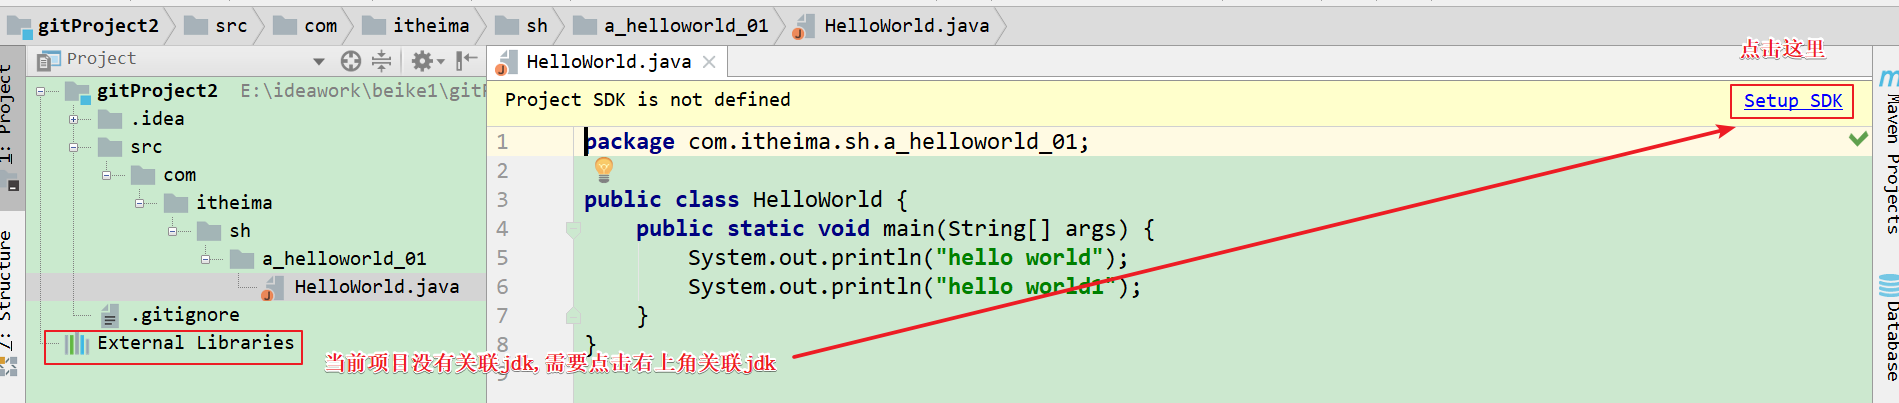 gitProject2 src com itheima sh a_helloworld_01 HelloWorld.java
1: Project
7: Structure
Project
gitProject2 E:\ideawork\beike1\gitP
.idea
src
com
itheima
sh
a_helloworld_01
HelloWorld.java
.gitignore
External Libraries
HelloWorld.java
点击这里
Project SDK is not defined
Setup SDK
1 package com.itheima.sh.a_helloworld_01;
2
3 public class HelloWorld {
4 public static void main(String[] args) {
5 System.out.println("hello world");
6 System.out.println("hello world1");
7 }
8 }
9
当前项目没有关联jdk,需要点击右上角关联jdk
Maven Projects
Database